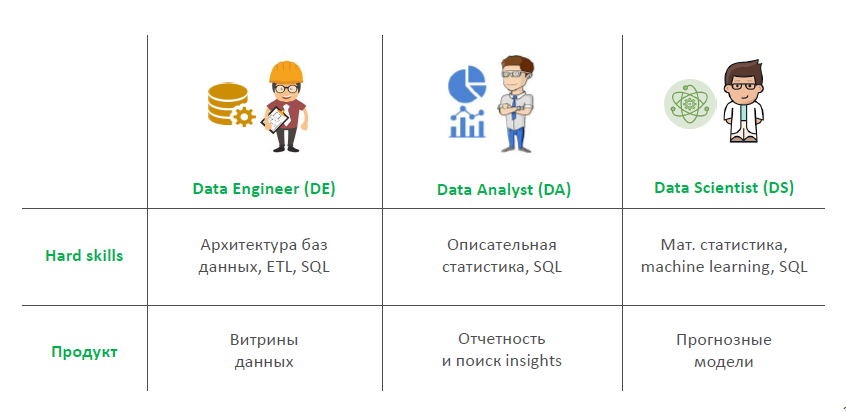 Data Engineer (DE)
Data Analyst (DA)
Data Scientist (DS)
Hard skills
Архитектура баз
данных, ETL, SQL
Описательная
статистика, SQL
Мат. статистика,
machine learning, SQL
Продукт
Витрины
данных
Отчетность
и поиск insights
Прогнозные
модели